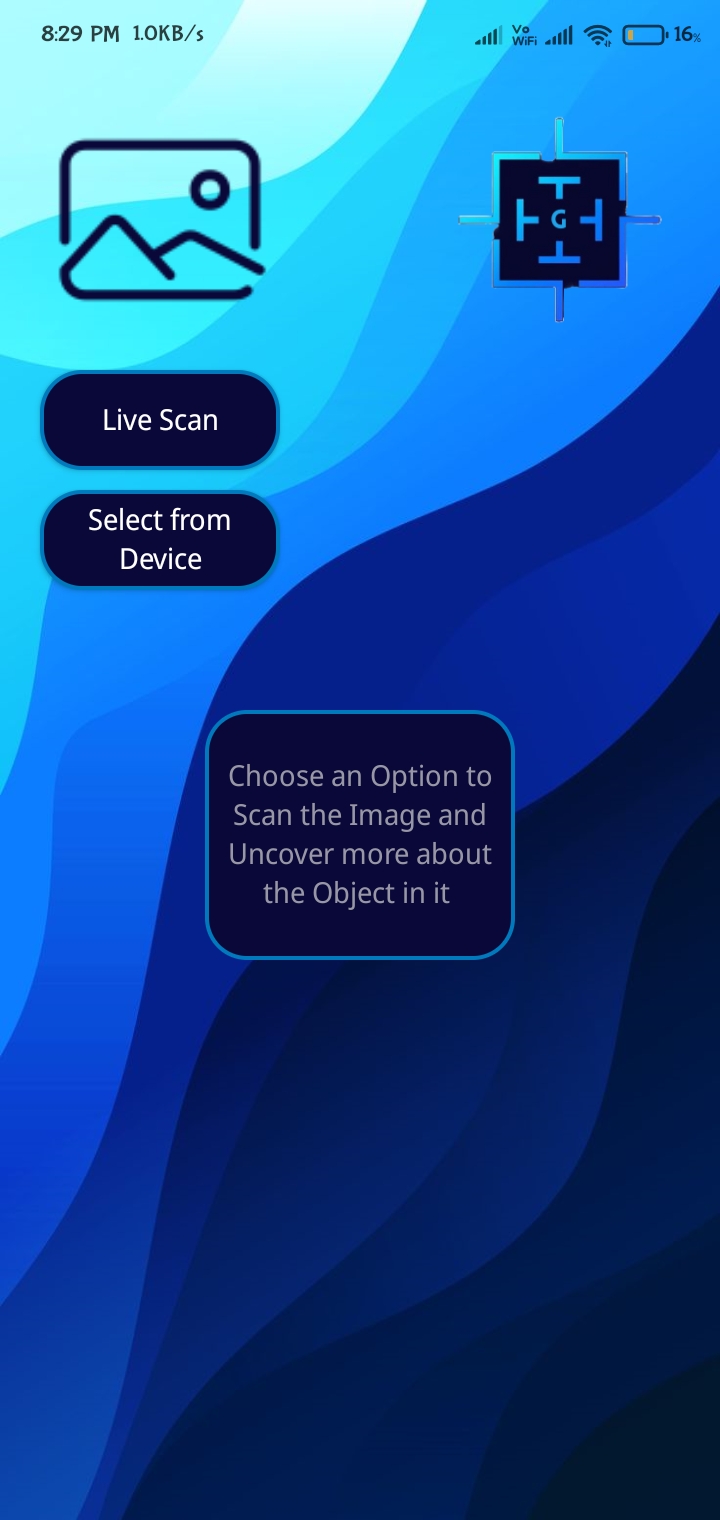 8:29 PM 1.0KB/s Vo WiFi 16%
G
Live Scan
Select from
Device
Choose an Option to
Scan the Image and
Uncover more about
the Object in it